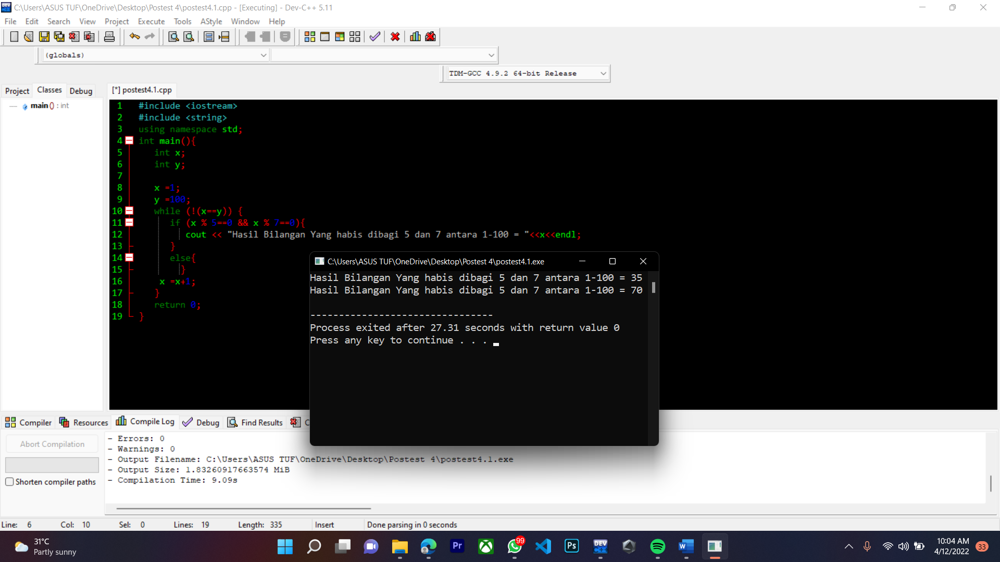 C:\Users\ASUS TUF\OneDrive\Desktop\Postest 4\postest4.1.cpp - [Executing] - Dev-C++ 5.11
File Edit Search View Project Execute Tools AStyle Window Help
(globals)
TDM-GCC 4.9.2 64-bit Release
Project Classes Debug
[*] postest4.1.cpp
main () : int
1 #include <iostream>
2 #include <string>
3 using namespace std;
4 int main(){
5 int x;
6 int y;
7
8 x =1;
9 y =100;
10 while (!(x==y)) {
11 if (x % 5==0 && x % 7==0){
12 cout << "Hasil Bilangan Yang habis dibagi 5 dan 7 antara 1-100 = "<<x<<endl;
13 }
14 else{
15 }
16 x =x+1;
17 }
18 return 0;
19 }
C:\Users\ASUS TUF\OneDrive\Desktop\Postest 4\postest4.1.exe
Hasil Bilangan Yang habis dibagi 5 dan 7 antara 1-100 = 35
Hasil Bilangan Yang habis dibagi 5 dan 7 antara 1-100 = 70
--------------------------------
Process exited after 27.31 seconds with return value 0
Press any key to continue . . .
Compiler Resources Compile Log Debug Find Results C
Abort Compilation
Shorten compiler paths
- Errors: 0
- Warnings: 0
- Output Filename: C:\Users\ASUS TUF\OneDrive\Desktop\Postest 4\postest4.1.exe
- Output Size: 1.83260917663574 MiB
- Compilation Time: 9.09s
Line: 6 Col: 10 Sel: 0 Lines: 19 Length: 335 Insert Done parsing in 0 seconds
31°C
Partly sunny
Pr
99
Ps
DEV
W
10:04 AM
4/12/2022
33